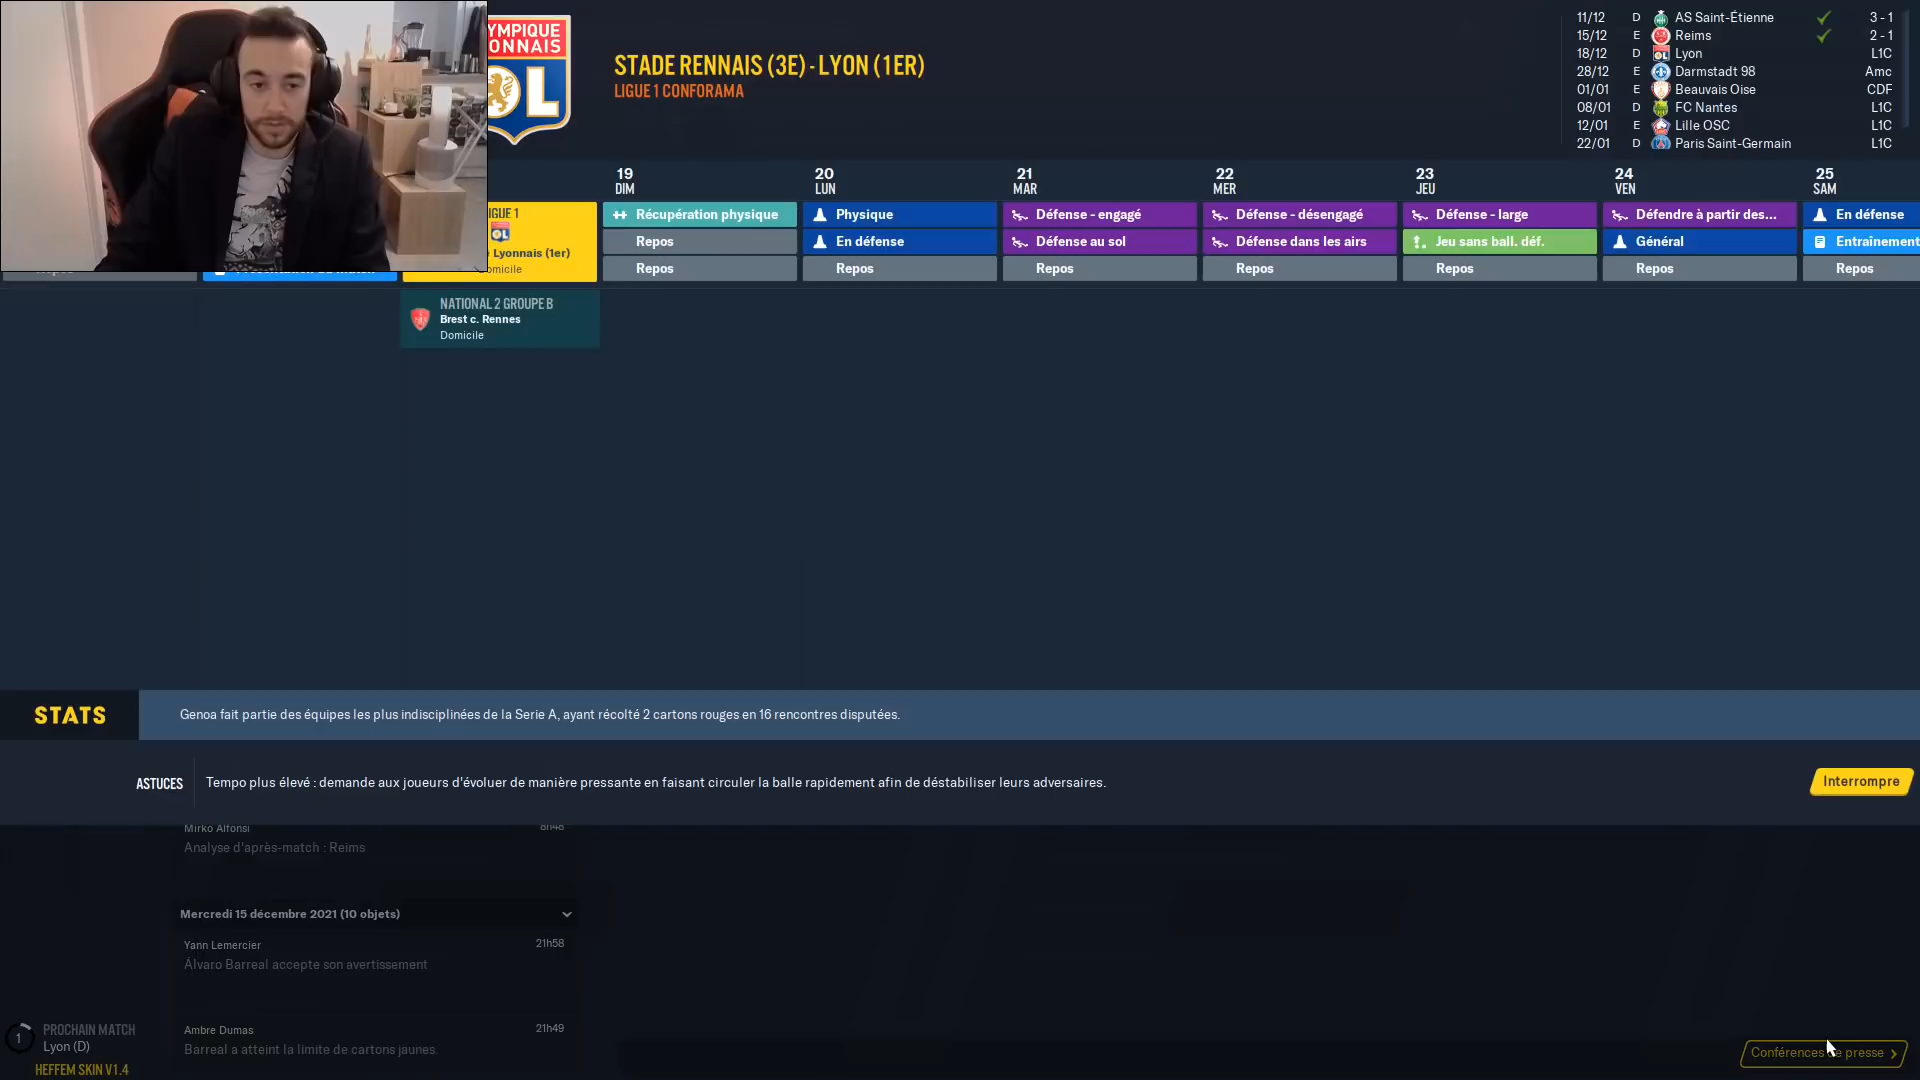 YMPIQUE
ONNAIS
OL
STADE RENNAIS (3E) - LYON (1ER)
LIGUE 1 CONFORAMA
11/12 D AS Saint-Étienne 3 - 1
15/12 E Reims 2 - 1
18/12 D Lyon L1C
28/12 E Darmstadt 98 Amc
01/01 E Beauvais Oise CDF
08/01 D FC Nantes L1C
12/01 E Lille OSC L1C
22/01 D Paris Saint-Germain L1C
19 20 21 22 23 24 25
DIM LUN MAR MER JEU VEN SAM
IGUE 1
Lyonnais (1er)
omicile
Récupération physique
Repos
Repos
Physique
En défense
Repos
Défense - engagé
Défense au sol
Repos
Défense - désengagé
Défense dans les airs
Repos
Défense - large
Jeu sans ball. déf.
Repos
Défendre à partir des...
Général
Repos
En défense
Entraînement
Repos
NATIONAL 2 GROUPE B
Brest c. Rennes
Domicile
STATS
Genoa fait partie des équipes les plus indisciplinées de la Serie A, ayant récolté 2 cartons rouges en 16 rencontres disputées.
ASTUCES
Tempo plus élevé : demande aux joueurs d'évoluer de manière pressante en faisant circuler la balle rapidement afin de déstabiliser leurs adversaires.
Interrompre
Mirko Alfonsi 8h48
Analyse d'après-match : Reims
Mercredi 15 décembre 2021 (10 objets)
Yann Lemercier 21h58
Álvaro Barreal accepte son avertissement
Ambre Dumas 21h49
Barreal a atteint la limite de cartons jaunes.
1
PROCHAIN MATCH
Lyon (D)
HEFFEM SKIN V1.4
Conférences de presse